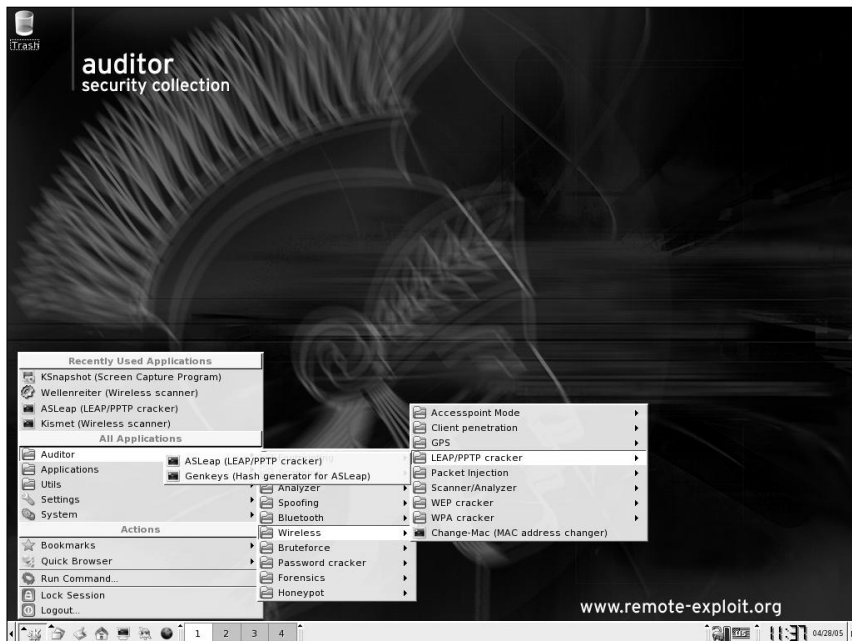 Trash
auditor
security collection
Recently Used Applications
KSnapshot (Screen Capture Program)
Wellenreiter (Wireless scanner)
ASLeap (LEAP/PPTP cracker)
Kismet (Wireless scanner)
All Applications
Auditor
Applications
Utils
Settings
System
Actions
Bookmarks
Quick Browser
Run Command...
Lock Session
Logout...
ASLeap (LEAP/PPTP cracker)
Genkeys (Hash generator for ASLeap)
Analyzer
Spoofing
Bluetooth
Wireless
Bruteforce
Password cracker
Forensics
Honeypot
Accesspoint Mode
Client penetration
GPS
LEAP/PPTP cracker
Packet Injection
Scanner/Analyzer
WEP cracker
WPA cracker
Change-Mac (MAC address changer)
www.remote-exploit.org
1 2 3 4
11:37 04/28/05